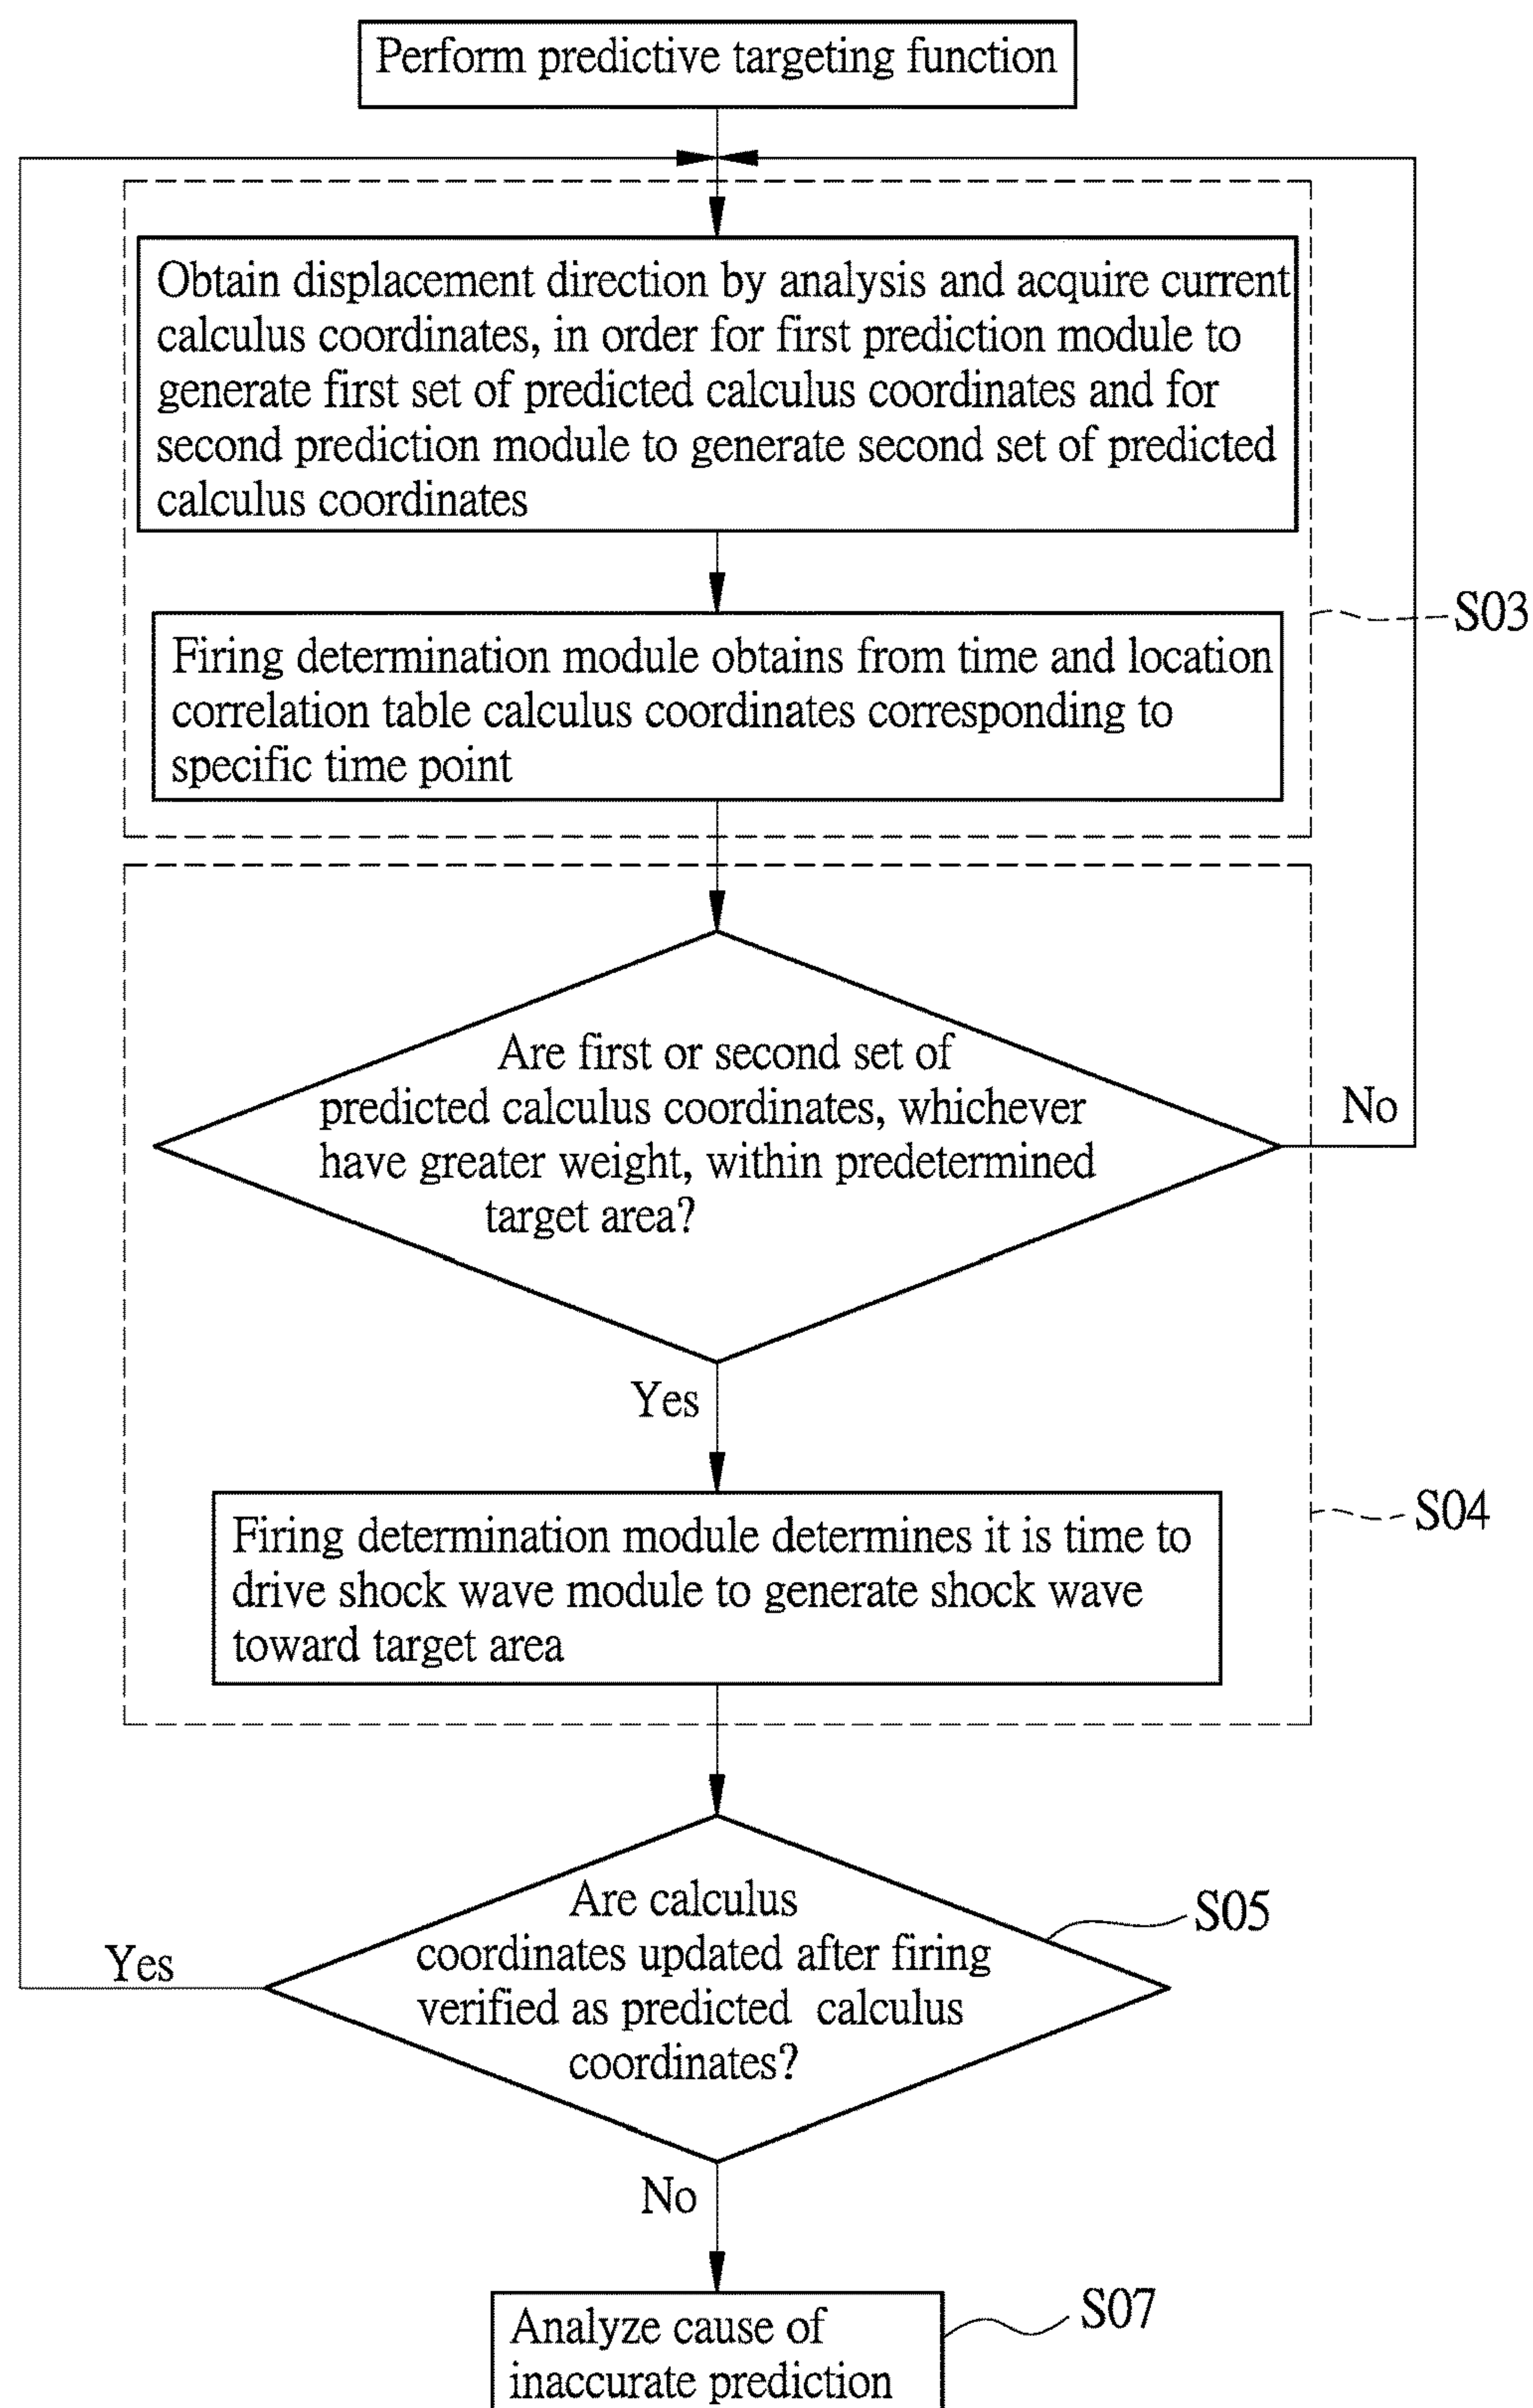 Perform predictive targeting function
Obtain displacement direction by analysis and acquire current
calculus coordinates, in order for first prediction module to
generate first set of predicted calculus coordinates and for
second prediction module to generate second set of predicted
calculus coordinates
S03
Firing determination module obtains from time and location
correlation table calculus coordinates corresponding to
specific time point
Are first or second set of
predicted calculus coordinates, whichever
have greater weight, within predetermined
target area?
No
Yes
Firing determination module determines it is time to
drive shock wave module to generate shock wave
toward target area
S04
Are calculus
coordinates updated after firing
verified as predicted calculus
coordinates?
S05
Yes
No
Analyze cause of
inaccurate prediction
S07